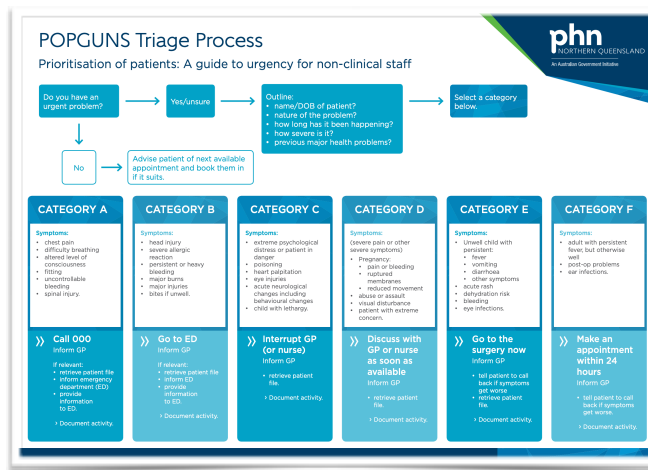 POPGUNS Triage Process
Prioritisation of patients: A guide to urgency for non-clinical staff
phn
NORTHERN QUEENSLAND
An Australian Government Initiative
Do you have an
urgent problem?
Yes/unsure
Outline:
• name/DOB of patient?
• nature of the problem?
• how long has it been happening?
• how severe is it?
• previous major health problems?
Select a category
below.
No
Advise patient of next available
appointment and book them in
if it suits.
CATEGORY A
Symptoms:
• chest pain
• difficulty breathing
• altered level of
consciousness
• fitting
• uncontrollable
bleeding
• spinal injury.
Call 000
Inform GP
If relevant:
• retrieve patient file
• inform emergency
department (ED)
• provide
information
to ED.
› Document activity.
CATEGORY B
Symptoms:
• head injury
• severe allergic
reaction
• persistent or heavy
bleeding
• major burns
• major injuries
• bites if unwell.
Go to ED
Inform GP
If relevant:
• retrieve patient file
• inform ED
• provide
information
to ED.
› Document activity.
CATEGORY C
Symptoms:
• extreme psychological
distress or patient in
danger
• poisoning
• heart palpitation
• eye injuries
• acute neurological
changes including
behavioural changes
• child with lethargy.
Interrupt GP
(or nurse)
• retrieve patient
file.
› Document activity.
CATEGORY D
Symptoms:
(severe pain or other
severe symptoms)
• Pregnancy:
• pain or bleeding
• ruptured
membranes
• reduced movement
• abuse or assault
• visual disturbance
• patient with extreme
concern.
Discuss with
GP or nurse
as soon as
available
Inform GP
• retrieve patient
file.
› Document activity.
CATEGORY E
Symptoms:
• Unwell child with
persistent:
• fever
• vomiting
• diarrhoea
• other symptoms
• acute rash
• dehydration risk
• bleeding
• eye infections.
Go to the
surgery now
Inform GP
• tell patient to call
back if symptoms
get worse
• retrieve patient
file.
› Document activity.
CATEGORY F
Symptoms:
• adult with persistent
fever, but otherwise
well
• post-op problems
• ear infections.
Make an
appointment
within 24
hours
Inform GP
• tell patient to call
back if symptoms
get worse.
› Document activity.